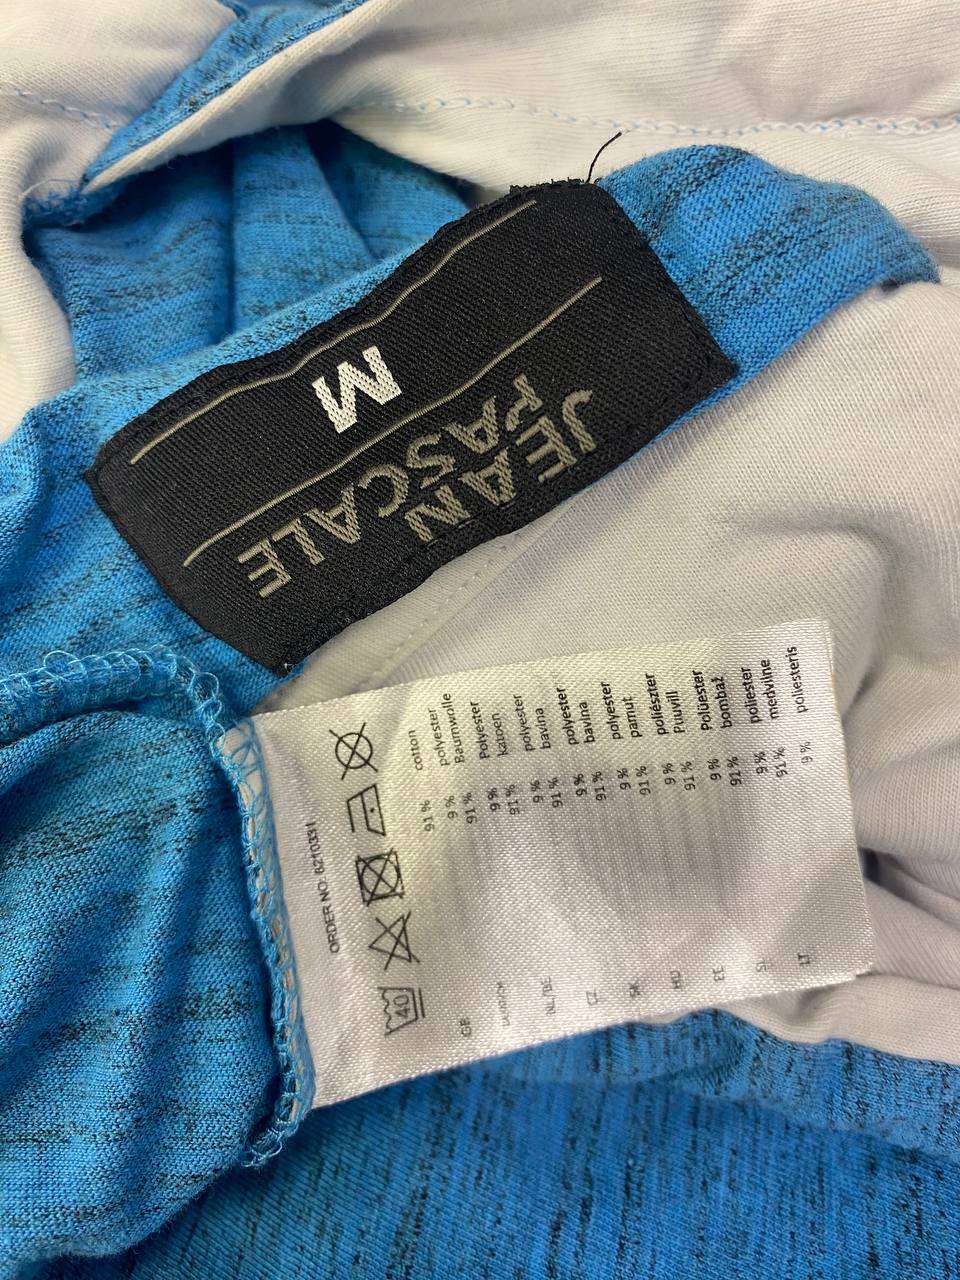 JEAN
PASCALE
M
ORDER NO: 6210331
40
GB 91 % cotton
9 % polyester
91 % Baumwolle
9 % Polyester
NL/BE 91 % katoen
9 % polyester
CZ 91 % bavlna
9 % polyester
SK 91 % bavlna
9 % polyester
HU 91 % pamut
9 % poliészter
EE 91 % Puuvill
9 % Polüester
SI 91 % bombaž
9 % poliester
LT 91 % medvilnė
9 % poliesteris